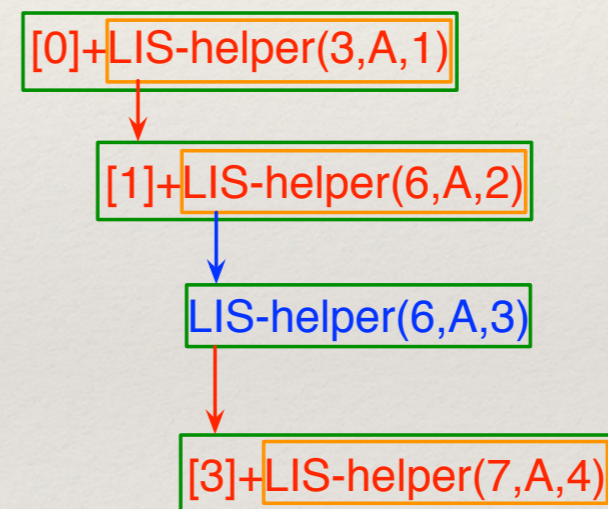 [0]+LIS-helper(3,A,1)
[1]+LIS-helper(6,A,2)
LIS-helper(6,A,3)
[3]+LIS-helper(7,A,4)